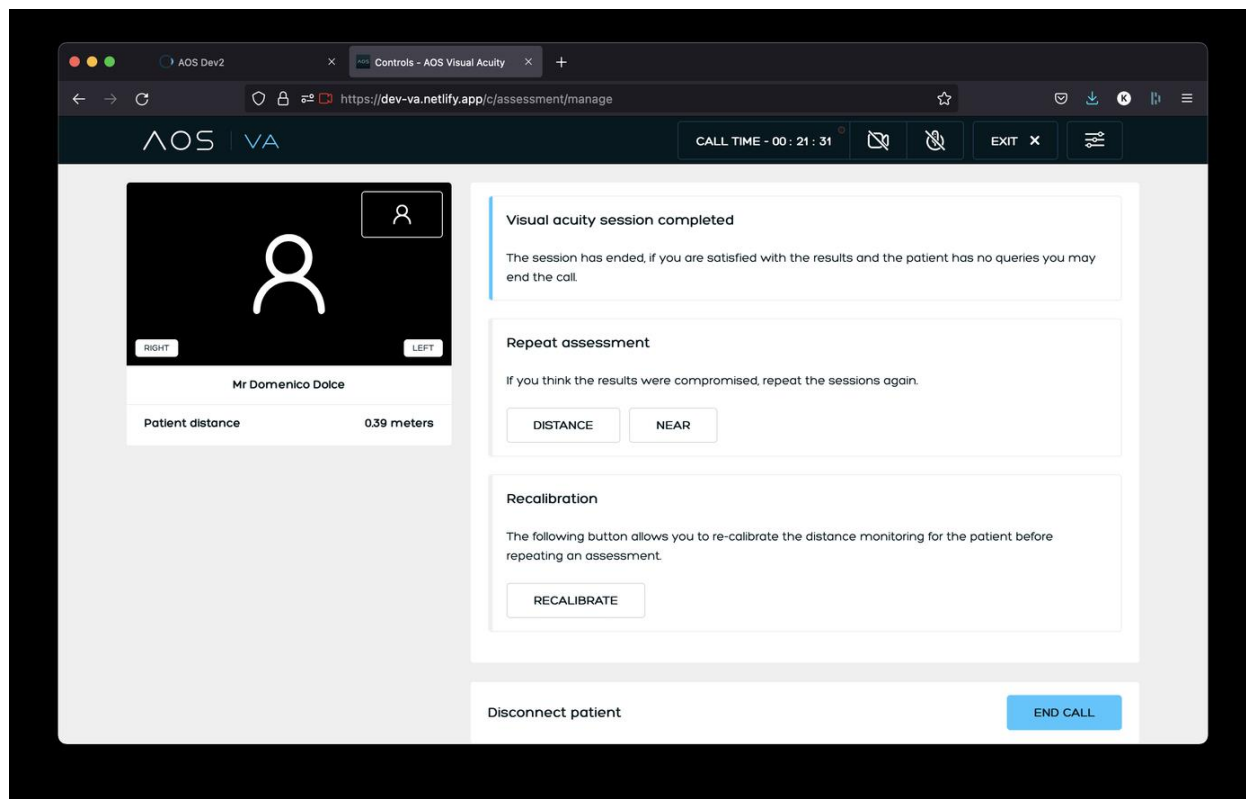 AOS Dev2
Controls - AOS Visual Acuity
https://dev-va.netlify.app/c/assessment/manage
K
AOS | VA
CALL TIME - 00 : 21 : 31
EXIT X
RIGHT
LEFT
Mr Domenico Dolce
Patient distance 0.39 meters
Visual acuity session completed
The session has ended, if you are satisfied with the results and the patient has no queries you may
end the call.
Repeat assessment
If you think the results were compromised, repeat the sessions again.
DISTANCE NEAR
Recalibration
The following button allows you to re-calibrate the distance monitoring for the patient before
repeating an assessment.
RECALIBRATE
Disconnect patient
END CALL